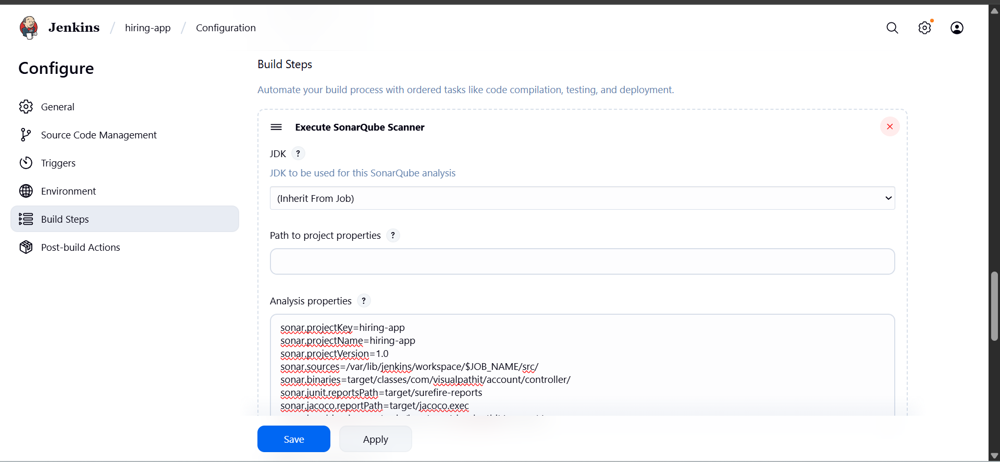 Jenkins / hiring-app / Configuration
Configure
General
Source Code Management
Triggers
Environment
Build Steps
Post-build Actions
Build Steps
Automate your build process with ordered tasks like code compilation, testing, and deployment.
Execute SonarQube Scanner
JDK ?
JDK to be used for this SonarQube analysis
(Inherit From Job)
Path to project properties ?
Analysis properties ?
sonar.projectKey=hiring-app
sonar.projectName=hiring-app
sonar.projectVersion=1.0
sonar.sources=/var/lib/jenkins/workspace/$JOB_NAME/src/
sonar.binaries=target/classes/com/visualpathit/account/controller/
sonar.junit.reportsPath=target/surefire-reports
sonar.jacoco.reportPath=target/jacoco.exec
Save
Apply